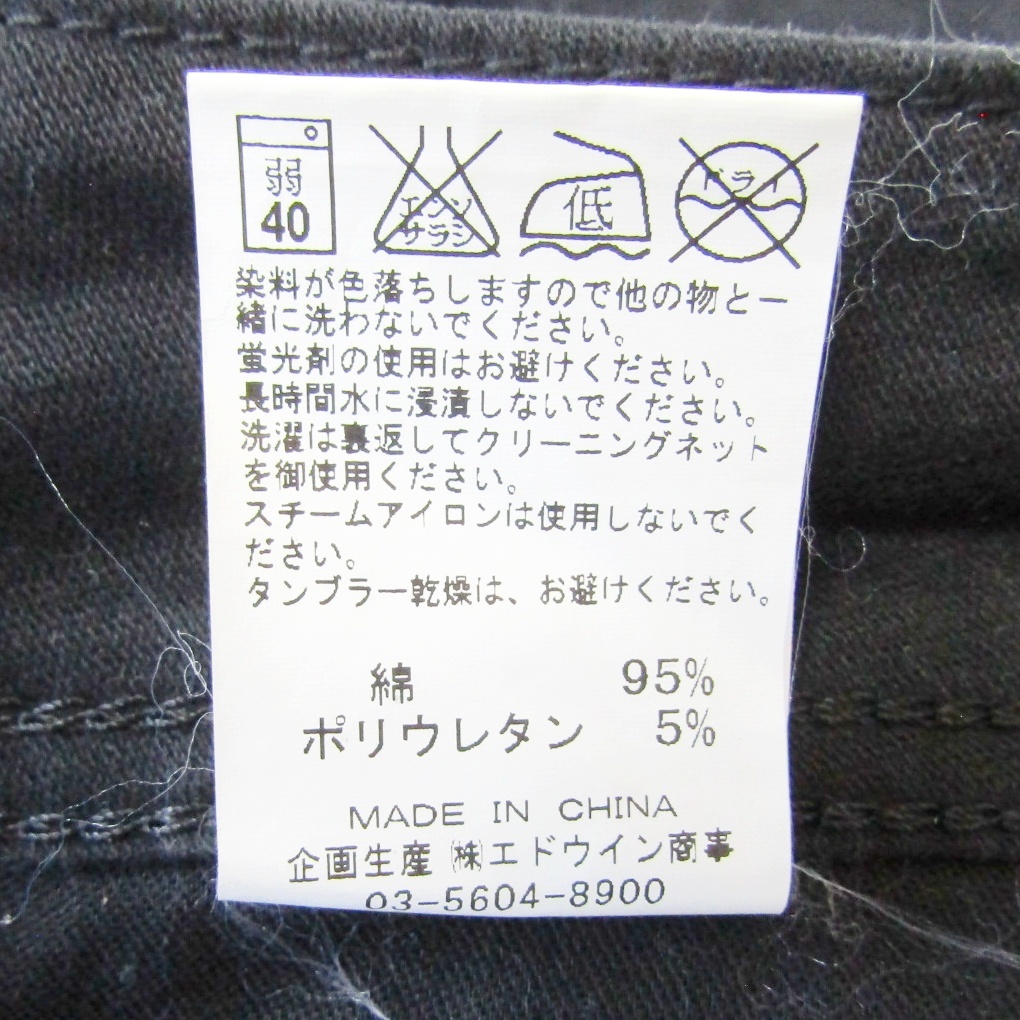 弱
40
エンソ
サラシ
低
ドライ
染料が色落ちしますので他の物と一
緒に洗わないでください。
蛍光剤の使用はお避けください。
長時間水に浸漬しないでください。
洗濯は裏返してクリーニングネット
を御使用ください。
スチームアイロンは使用しないでく
ださい。
タンブラー乾燥は、お避けください。
綿 95%
ポリウレタン 5%
MADE IN CHINA
企画生産 ㈱エドウイン商事
03-5604-8900